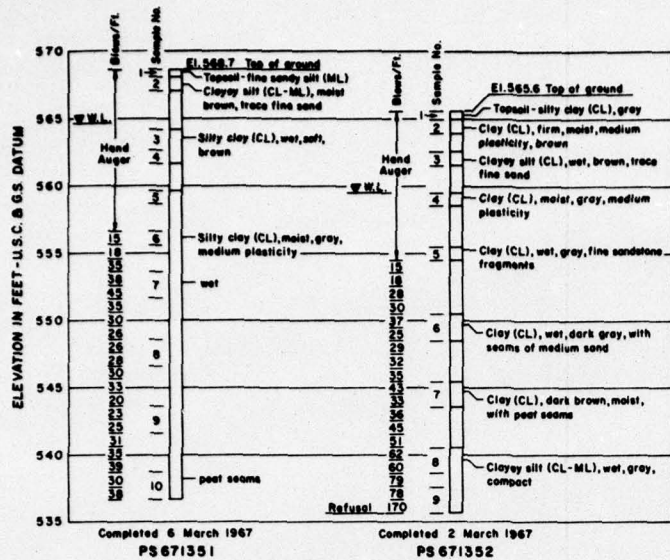 ELEVATION IN FEET - U.S.C. & G.S. DATUM
570
565
560
555
550
545
540
535
Blows/Ft.
Sample No.
El. 568.7 Top of ground
1
Topsoil-fine sandy silt (ML)
2
Clayey silt (CL-ML), moist
brown, trace fine sand
W.L.
Hand
Auger
3
Silty clay (CL), wet, soft,
brown
4
5
6
Silty clay (CL), moist, gray,
medium plasticity
7
wet
8
9
10
peat seams
15
18
35
38
45
35
30
26
26
28
30
33
20
23
25
31
35
39
30
38
Completed 6 March 1967
PS 671351
Blows/Ft.
Sample No.
El. 565.6 Top of ground
1
Topsoil-silty clay (CL), gray
2
Clay (CL), firm, moist, medium
plasticity, brown
Hand
Auger
3
Clayey silt (CL), wet, brown, trace
fine sand
W.L.
4
Clay (CL), moist, gray, medium
plasticity
5
Clay (CL), wet, gray, fine sandstone
fragments
6
Clay (CL), wet, dark gray, with
seams of medium sand
7
Clay (CL), dark brown, moist,
with peat seams
8
Clayey silt (CL-ML), wet, gray,
compact
9
15
18
28
30
37
25
29
32
35
43
33
36
45
51
62
60
79
78
Refusal 170
Completed 2 March 1967
PS 671352